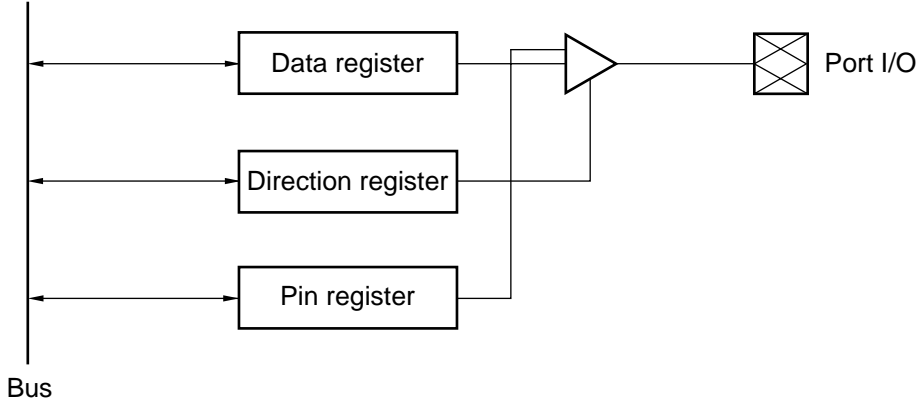 Data register
Port I/O
Direction register
Pin register
Bus